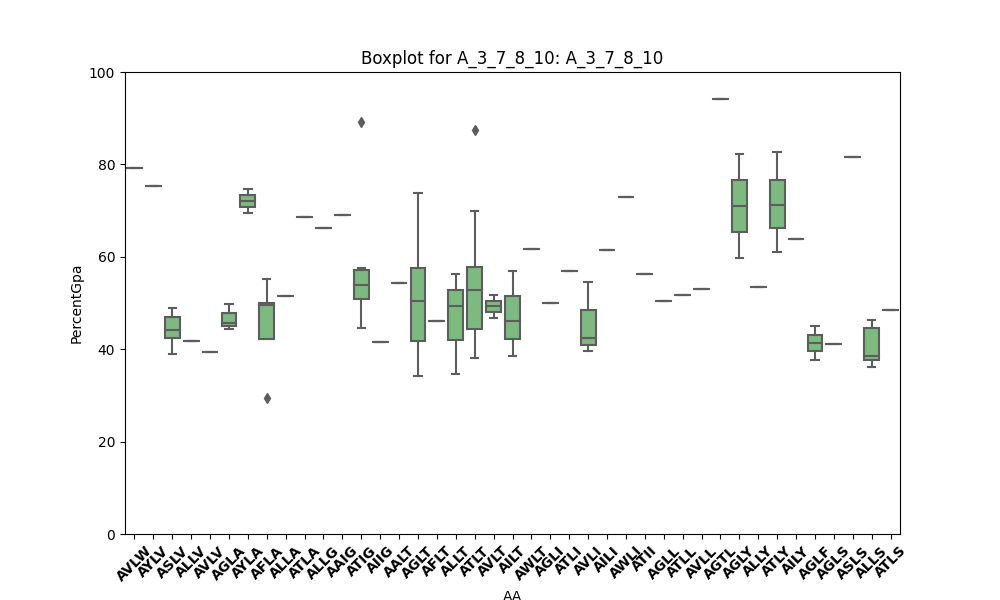 Boxplot for A_3_7_8_10: A_3_7_8_10
100
80
60
40
20
0
PercentGpa
AVLW AYLV ASLV ALLV AVLV AGLA AYLA AFLA ALLA ATLA ALLG AAIG ATIG AIIG AALT AGLT AFLT ALLT ATLT AVLT AILT AWLT AGLI ATLI AVLI AILI AWLI ATII AGLL ATLL AVLL AGTL AGLY ALLY ATLY AILY AGLF AGLS ASLS ALLS ATLS
AA